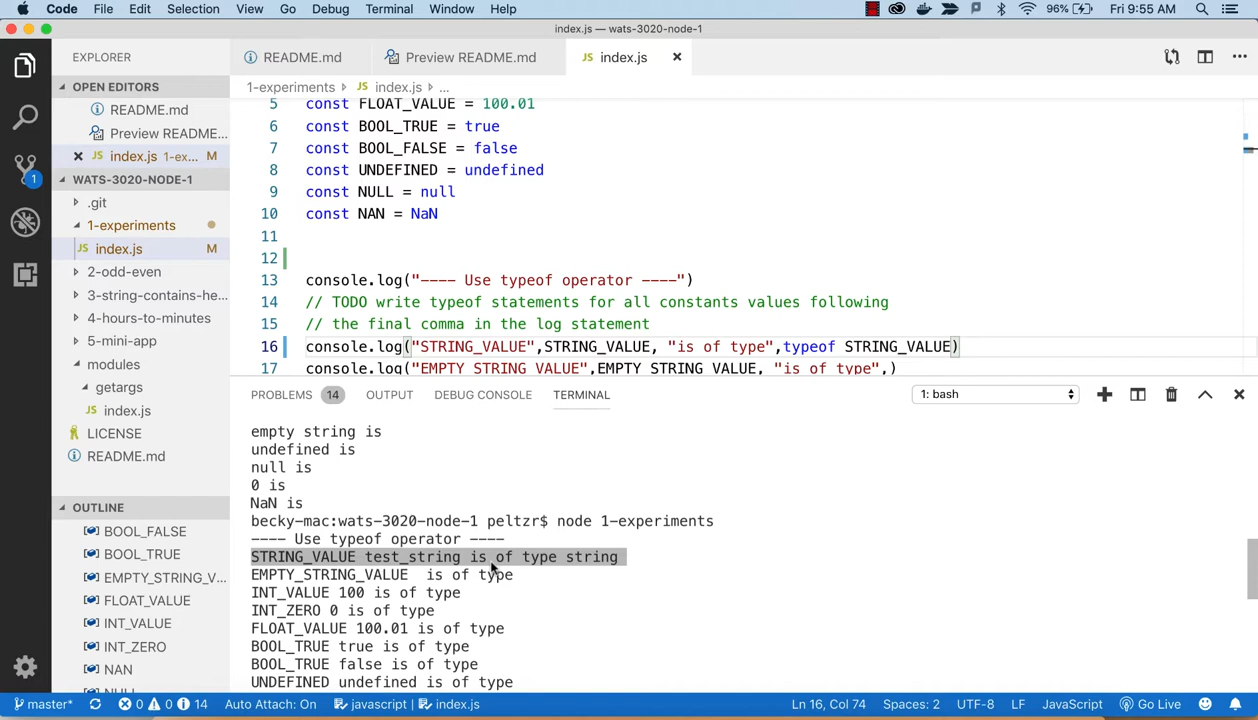 Code File Edit Selection View Go Debug Terminal Window Help 96% Fri 9:55 AM
index.js — wats-3020-node-1
EXPLORER
README.md
Preview README.md
JS index.js
OPEN EDITORS
README.md
Preview README...
JS index.js 1-ex... M
WATS-3020-NODE-1
.git
1-experiments
JS index.js M
2-odd-even
3-string-contains-he...
4-hours-to-minutes
5-mini-app
modules
getargs
JS index.js
LICENSE
README.md
OUTLINE
BOOL_FALSE
BOOL_TRUE
EMPTY_STRING_V...
FLOAT_VALUE
INT_VALUE
INT_ZERO
NAN
1-experiments JS index.js ...
5 const FLOAT_VALUE = 100.01
6 const BOOL_TRUE = true
7 const BOOL_FALSE = false
8 const UNDEFINED = undefined
9 const NULL = null
10 const NAN = NaN
11
12
13 console.log("---- Use typeof operator ----")
14 // TODO write typeof statements for all constants values following
15 // the final comma in the log statement
16 console.log("STRING_VALUE",STRING_VALUE, "is of type",typeof STRING_VALUE)
17 console.log("EMPTY_STRING_VALUE",EMPTY_STRING_VALUE, "is of type",)
PROBLEMS 14 OUTPUT DEBUG CONSOLE TERMINAL 1: bash
empty string is
undefined is
null is
0 is
NaN is
becky-mac:wats-3020-node-1 peltzr$ node 1-experiments
---- Use typeof operator ----
STRING_VALUE test_string is of type string
EMPTY_STRING_VALUE  is of type
INT_VALUE 100 is of type
INT_ZERO 0 is of type
FLOAT_VALUE 100.01 is of type
BOOL_TRUE true is of type
BOOL_TRUE false is of type
UNDEFINED undefined is of type
1
master* 0 0 14 Auto Attach: On javascript | index.js Ln 16, Col 74 Spaces: 2 UTF-8 LF JavaScript Go Live